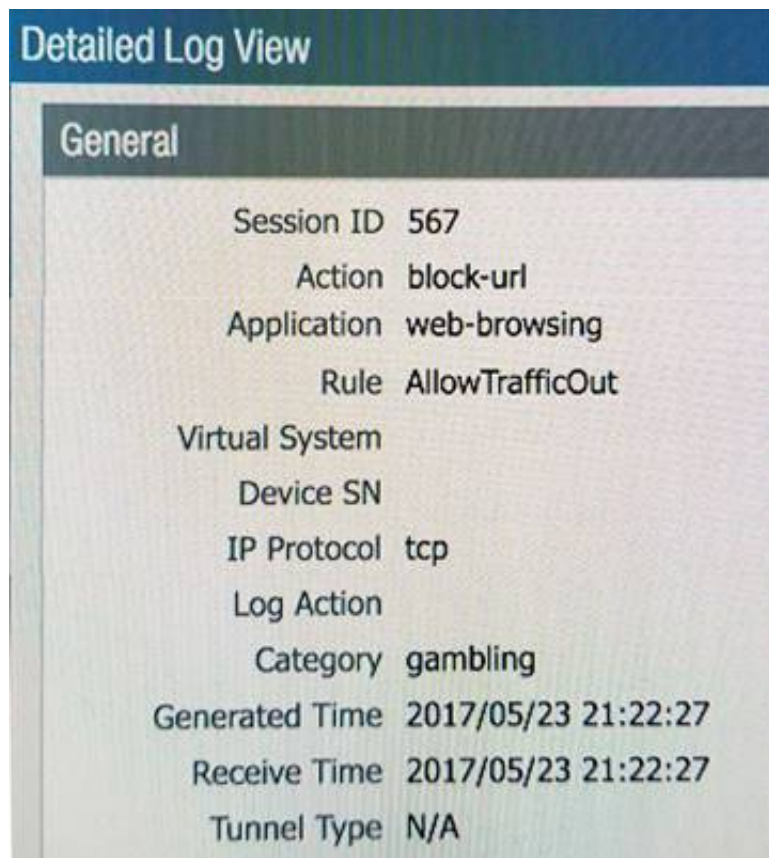 Detailed Log View
General
Session ID 567
Action block-url
Application web-browsing
Rule AllowTrafficOut
Virtual System
Device SN
IP Protocol tcp
Log Action
Category gambling
Generated Time 2017/05/23 21:22:27
Receive Time 2017/05/23 21:22:27
Tunnel Type N/A